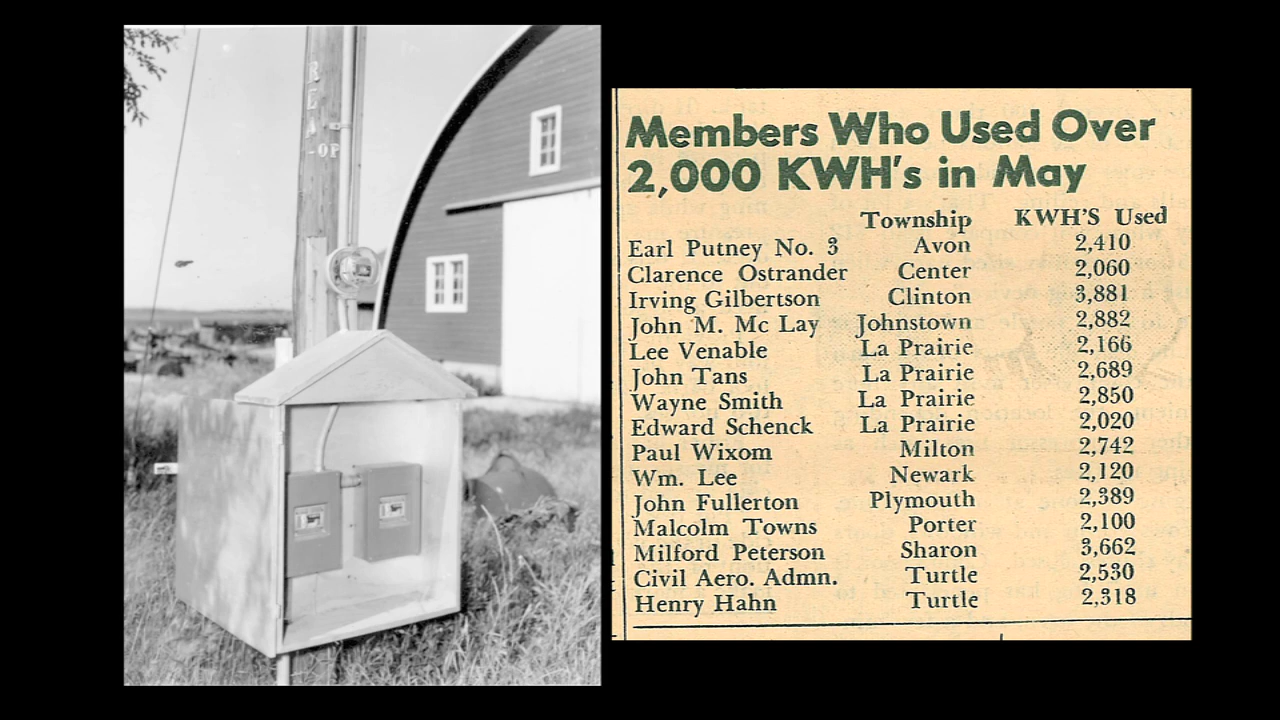 R
E
A
-OP
Members Who Used Over
2,000 KWH's in May
Township KWH'S Used
Earl Putney No. 3 Avon 2,410
Clarence Ostrander Center 2,060
Irving Gilbertson Clinton 3,881
John M. Mc Lay Johnstown 2,882
Lee Venable La Prairie 2,166
John Tans La Prairie 2,689
Wayne Smith La Prairie 2,850
Edward Schenck La Prairie 2,020
Paul Wixom Milton 2,742
Wm. Lee Newark 2,120
John Fullerton Plymouth 2,389
Malcolm Towns Porter 2,100
Milford Peterson Sharon 3,662
Civil Aero. Admn. Turtle 2,530
Henry Hahn Turtle 2,318